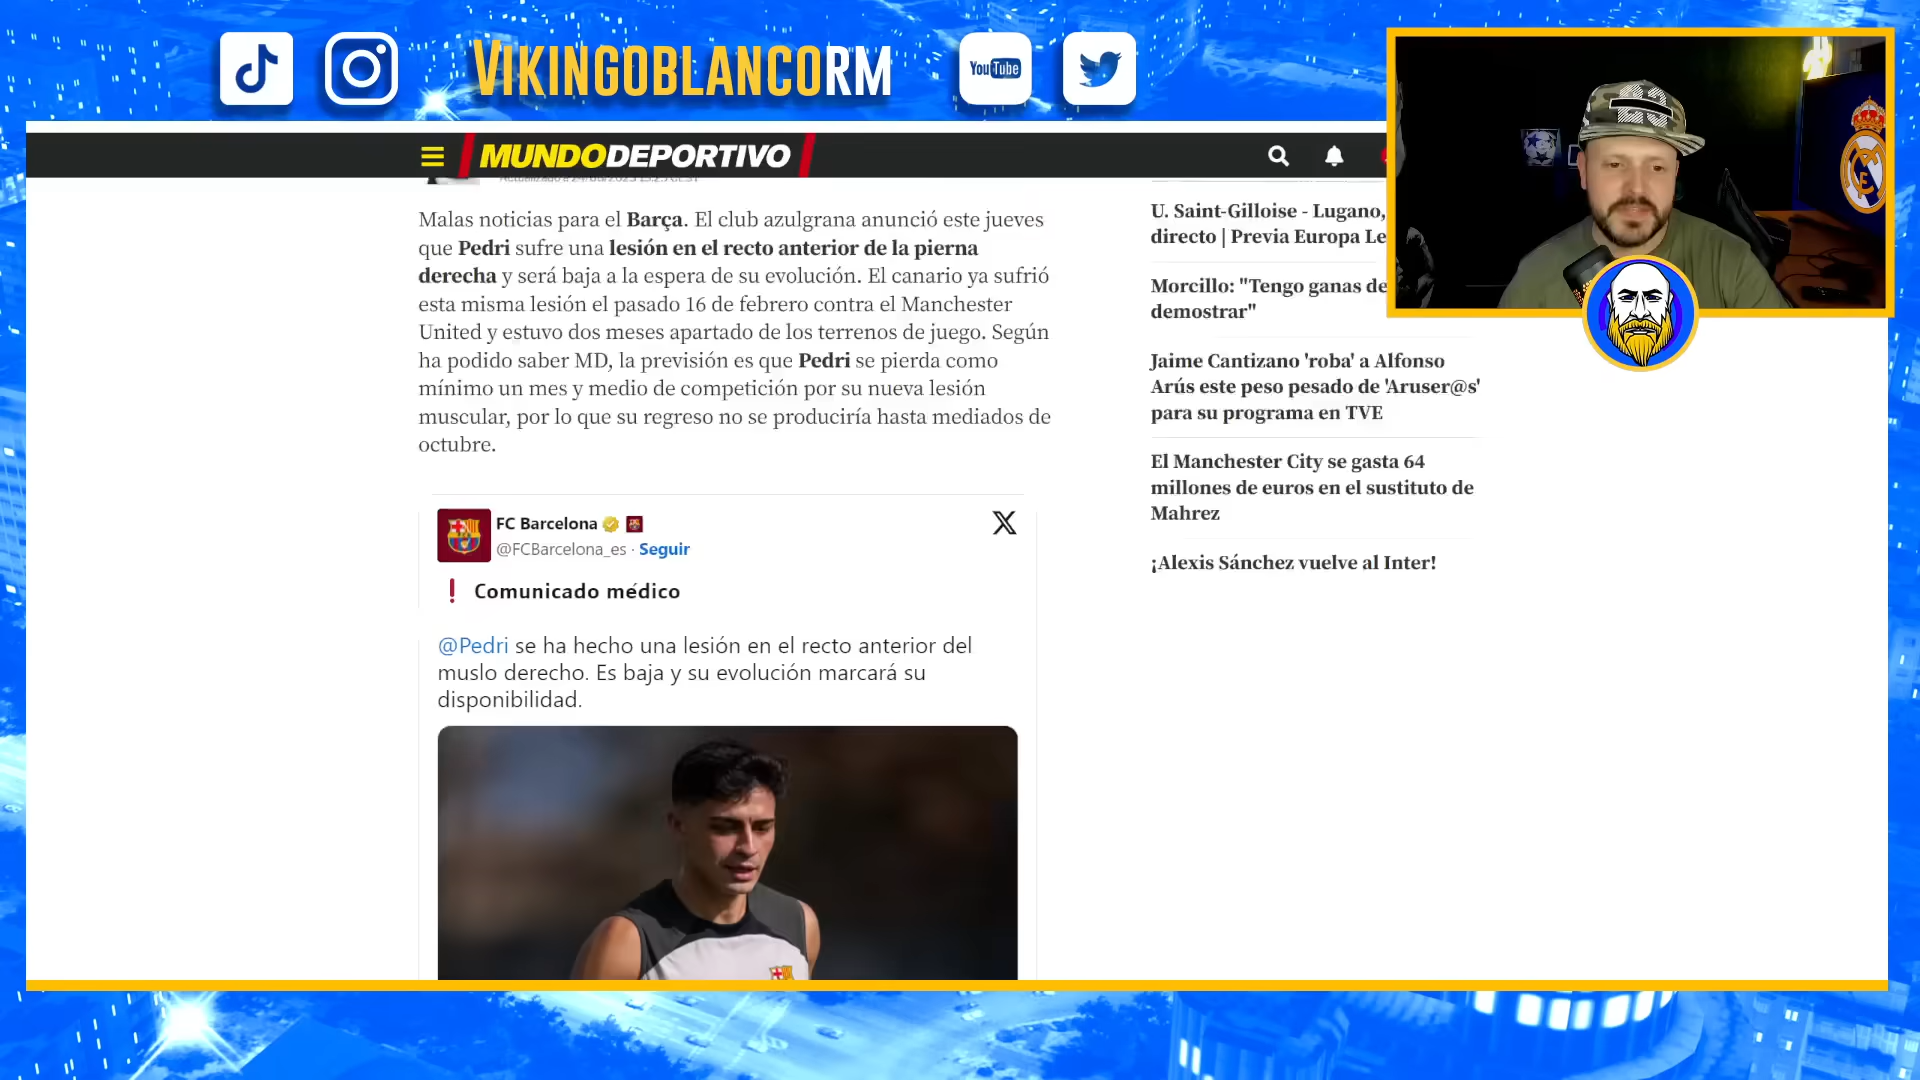 VIKINGOBLANCORM
YouTube
MUNDODEPORTIVO
Malas noticias para el Barça. El club azulgrana anunció este jueves
que Pedri sufre una lesión en el recto anterior de la pierna
derecha y será baja a la espera de su evolución. El canario ya sufrió
esta misma lesión el pasado 16 de febrero contra el Manchester
United y estuvo dos meses apartado de los terrenos de juego. Según
ha podido saber MD, la previsión es que Pedri se pierda como
mínimo un mes y medio de competición por su nueva lesión
muscular, por lo que su regreso no se produciría hasta mediados de
octubre.
FC Barcelona
@FCBarcelona_es · Seguir
❗ Comunicado médico
@Pedri se ha hecho una lesión en el recto anterior del
muslo derecho. Es baja y su evolución marcará su
disponibilidad.
U. Saint-Gilloise - Lugano,
directo | Previa Europa Le
Morcillo: "Tengo ganas de
demostrar"
Jaime Cantizano 'roba' a Alfonso
Arús este peso pesado de 'Aruser@s'
para su programa en TVE
El Manchester City se gasta 64
millones de euros en el sustituto de
Mahrez
¡Alexis Sánchez vuelve al Inter!